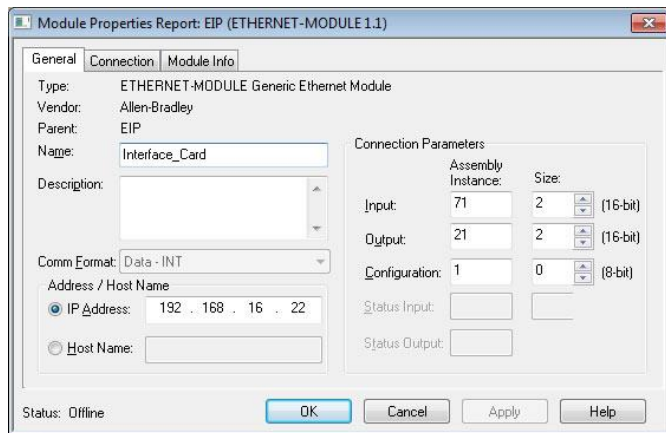 Module Properties Report: EIP (ETHERNET-MODULE 1.1)
General Connection Module Info
Type: ETHERNET-MODULE Generic Ethernet Module
Vendor: Allen-Bradley
Parent: EIP
Name: Interface_Card
Description:
Comm Format: Data - INT
Address / Host Name
IP Address: 192 . 168 . 16 . 22
Host Name:
Connection Parameters
Assembly
Instance: Size:
Input: 71 2 (16-bit)
Output: 21 2 (16-bit)
Configuration: 1 0 (8-bit)
Status Input:
Status Output:
Status: Offline OK Cancel Apply Help